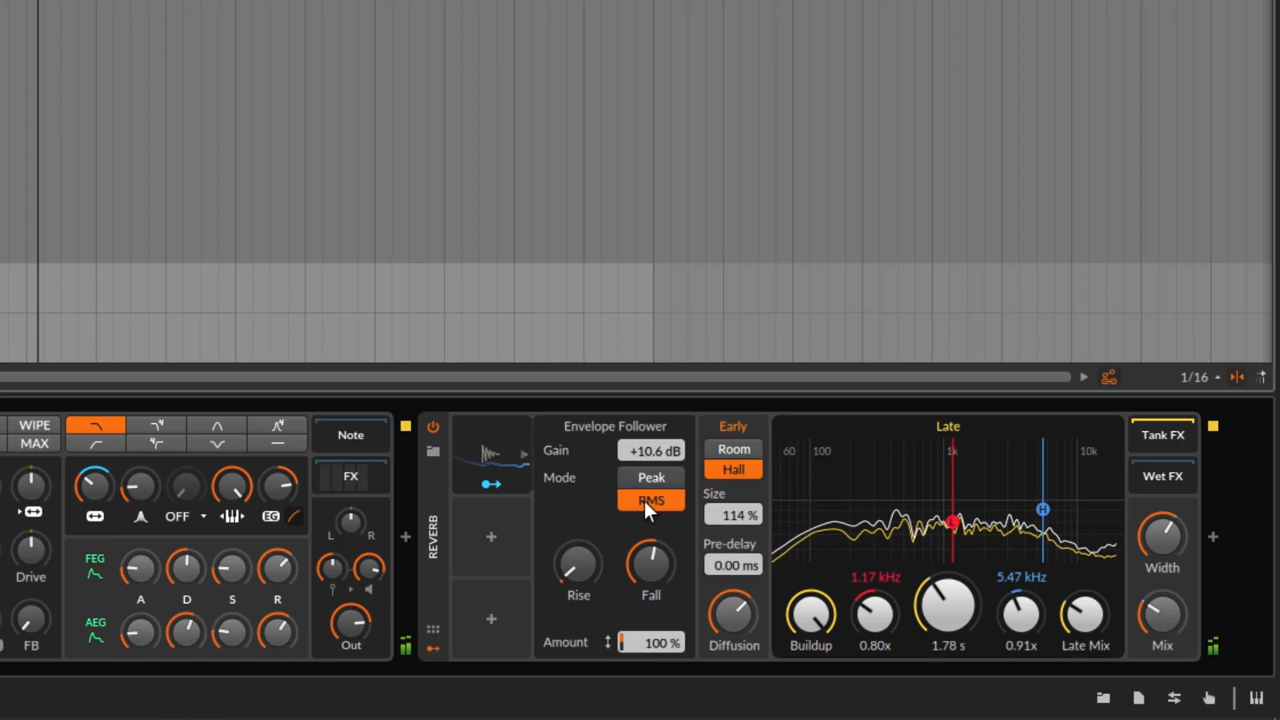 1/16
WIPE
MAX
Drive
FB
OFF
EG
FEG
A D S R
AEG
Note
FX
L R
Out
REVERB
Envelope Follower
Gain +10.6 dB
Mode Peak
RMS
Rise Fall
Amount 100 %
Early
Room
Hall
Size
114 %
Pre-delay
0.00 ms
Diffusion
Late
60 100 1k 10k
L
H
1.17 kHz 5.47 kHz
Buildup 0.80x 1.78 s 0.91x Late Mix
Tank FX
Wet FX
Width
Mix